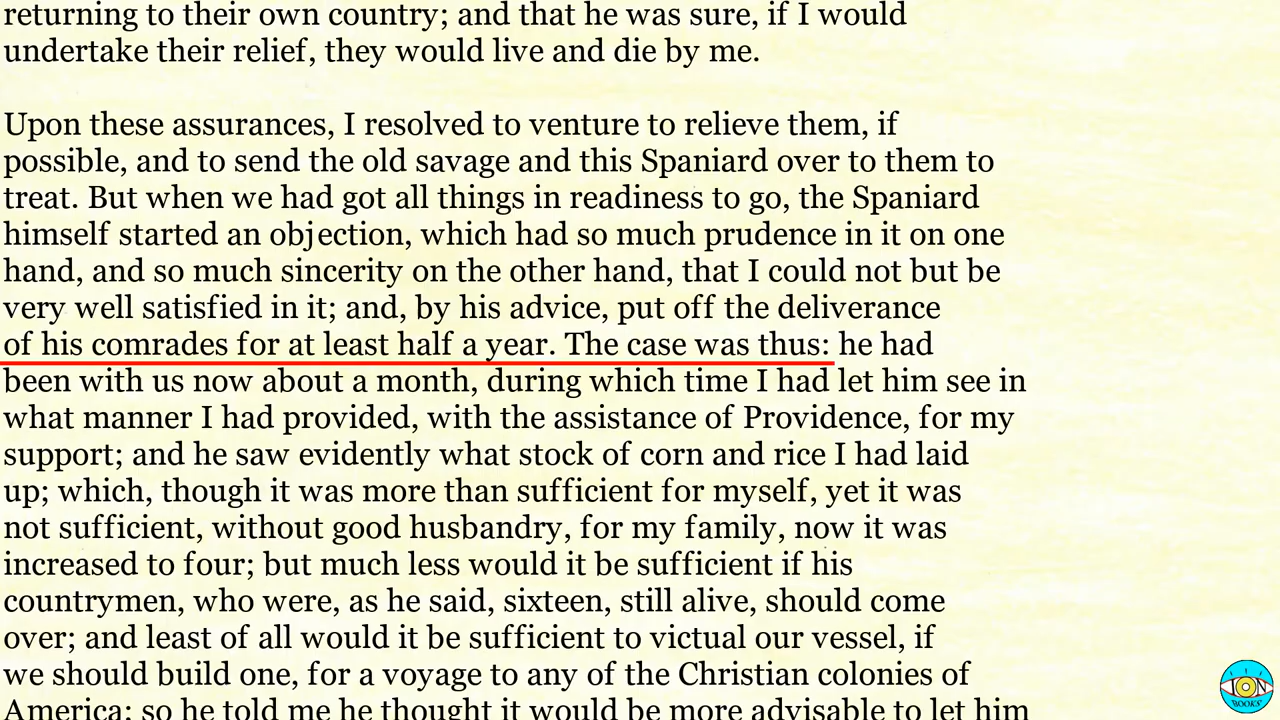 returning to their own country; and that he was sure, if I would
undertake their relief, they would live and die by me.
Upon these assurances, I resolved to venture to relieve them, if
possible, and to send the old savage and this Spaniard over to them to
treat. But when we had got all things in readiness to go, the Spaniard
himself started an objection, which had so much prudence in it on one
hand, and so much sincerity on the other hand, that I could not but be
very well satisfied in it; and, by his advice, put off the deliverance
of his comrades for at least half a year. The case was thus: he had
been with us now about a month, during which time I had let him see in
what manner I had provided, with the assistance of Providence, for my
support; and he saw evidently what stock of corn and rice I had laid
up; which, though it was more than sufficient for myself, yet it was
not sufficient, without good husbandry, for my family, now it was
increased to four; but much less would it be sufficient if his
countrymen, who were, as he said, sixteen, still alive, should come
over; and least of all would it be sufficient to victual our vessel, if
we should build one, for a voyage to any of the Christian colonies of
America; so he told me he thought it would be more advisable to let him
ION
BOOKS